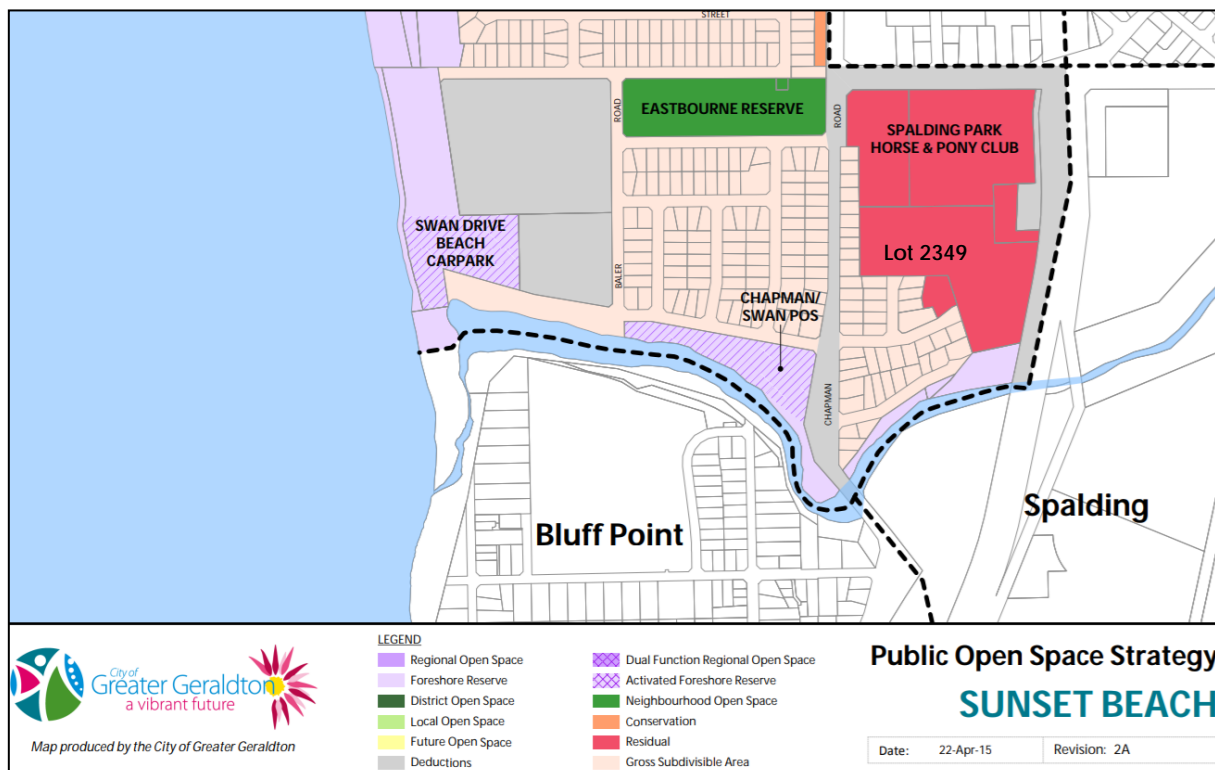 STREET
ROAD
EASTBOURNE RESERVE
ROAD
SPALDING PARK
HORSE & PONY CLUB
SWAN DRIVE
BEACH
CARPARK
Lot 2349
BALER
CHAPMAN/
SWAN POS
CHAPMAN
Bluff Point
Spalding
City of
Greater Geraldton
a vibrant future
Map produced by the City of Greater Geraldton
LEGEND
Regional Open Space
Foreshore Reserve
District Open Space
Local Open Space
Future Open Space
Deductions
Dual Function Regional Open Space
Activated Foreshore Reserve
Neighbourhood Open Space
Conservation
Residual
Gross Subdivisible Area
Public Open Space Strategy
SUNSET BEACH
Date: 22-Apr-15
Revision: 2A